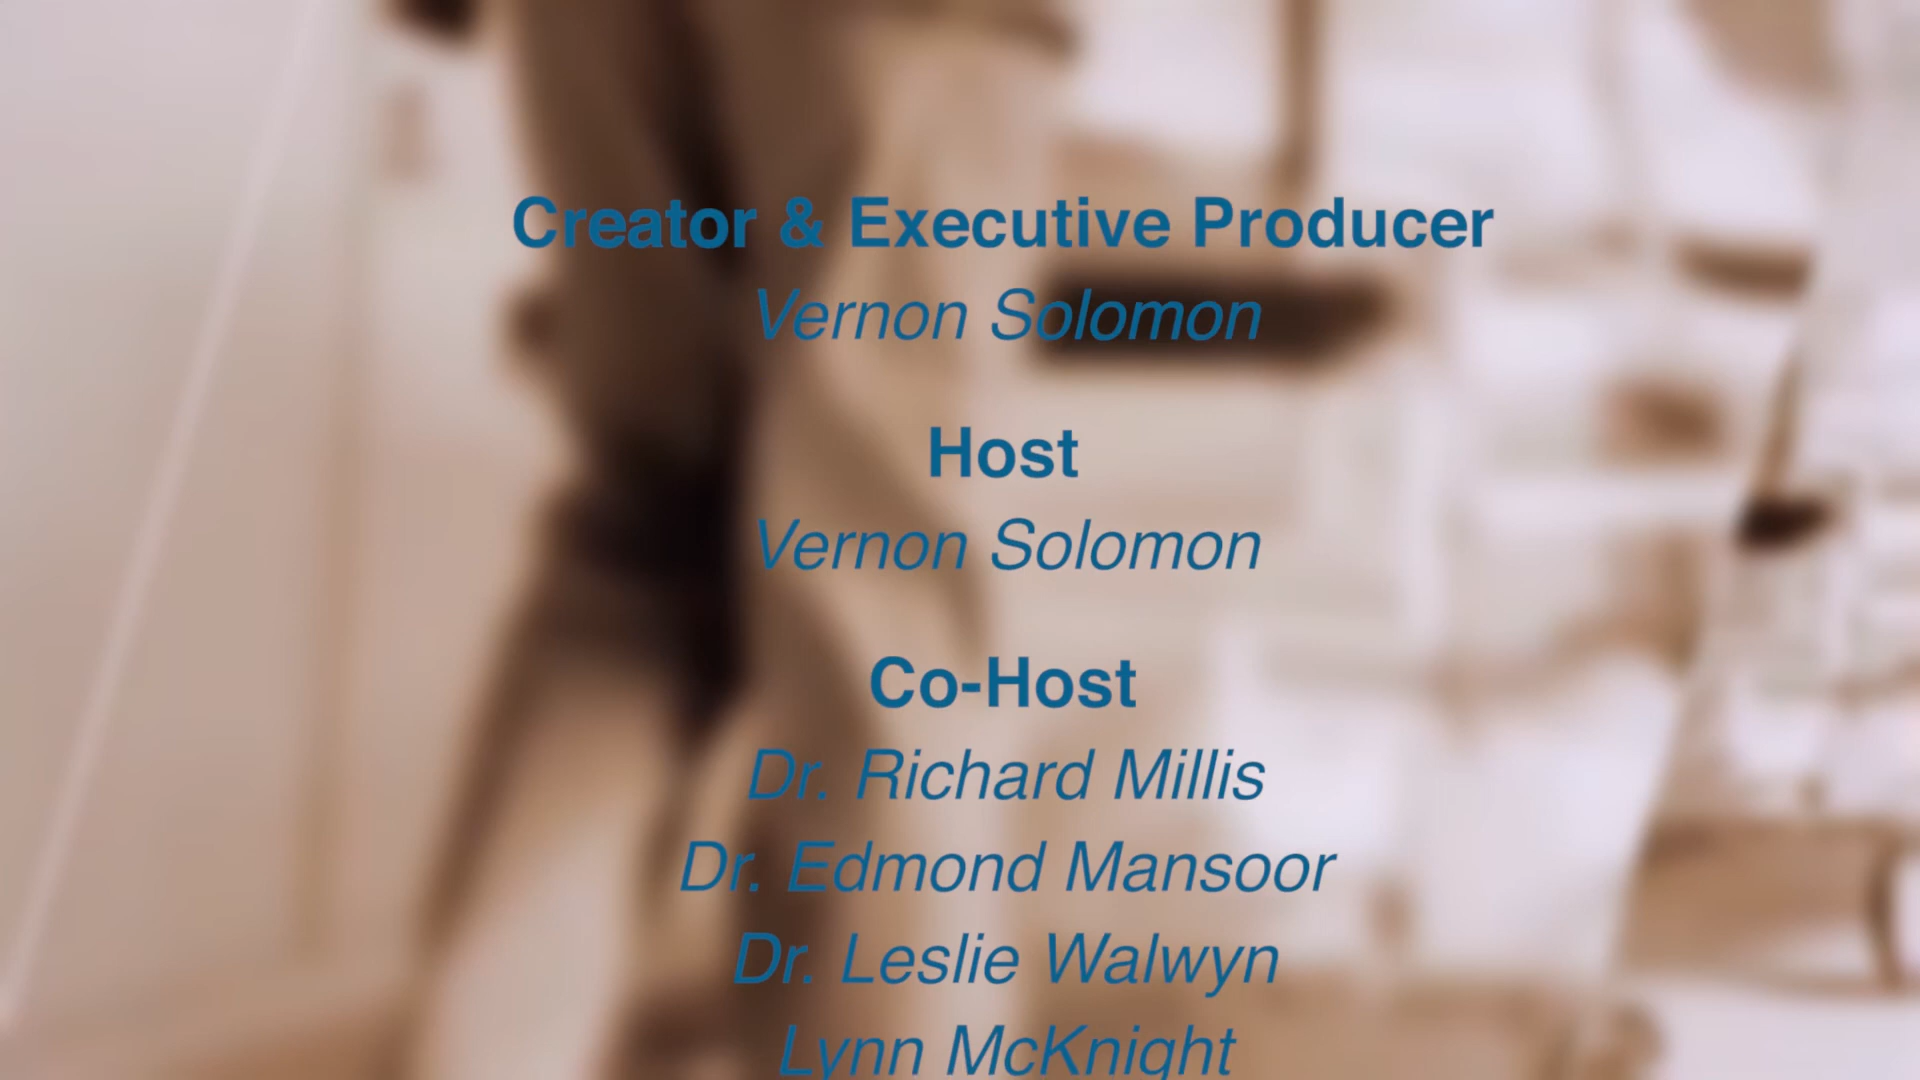 Creator & Executive Producer
Vernon Solomon
Host
Vernon Solomon
Co-Host
Dr. Richard Millis
Dr. Edmond Mansoor
Dr. Leslie Walwyn
Lynn McKnight